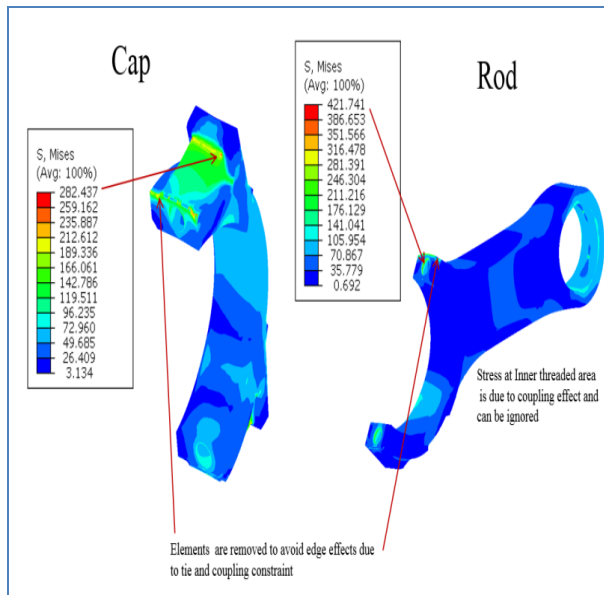 Cap
Rod
S, Mises
(Avg: 100%)
282.437
259.162
235.887
212.612
189.336
166.061
142.786
119.511
96.235
72.960
49.685
26.409
3.134
S, Mises
(Avg: 100%)
421.741
386.653
351.566
316.478
281.391
246.304
211.216
176.129
141.041
105.954
70.867
35.779
0.692
Stress at Inner threaded area
is due to coupling effect and
can be ignored
Elements are removed to avoid edge effects due
to tie and coupling constraint